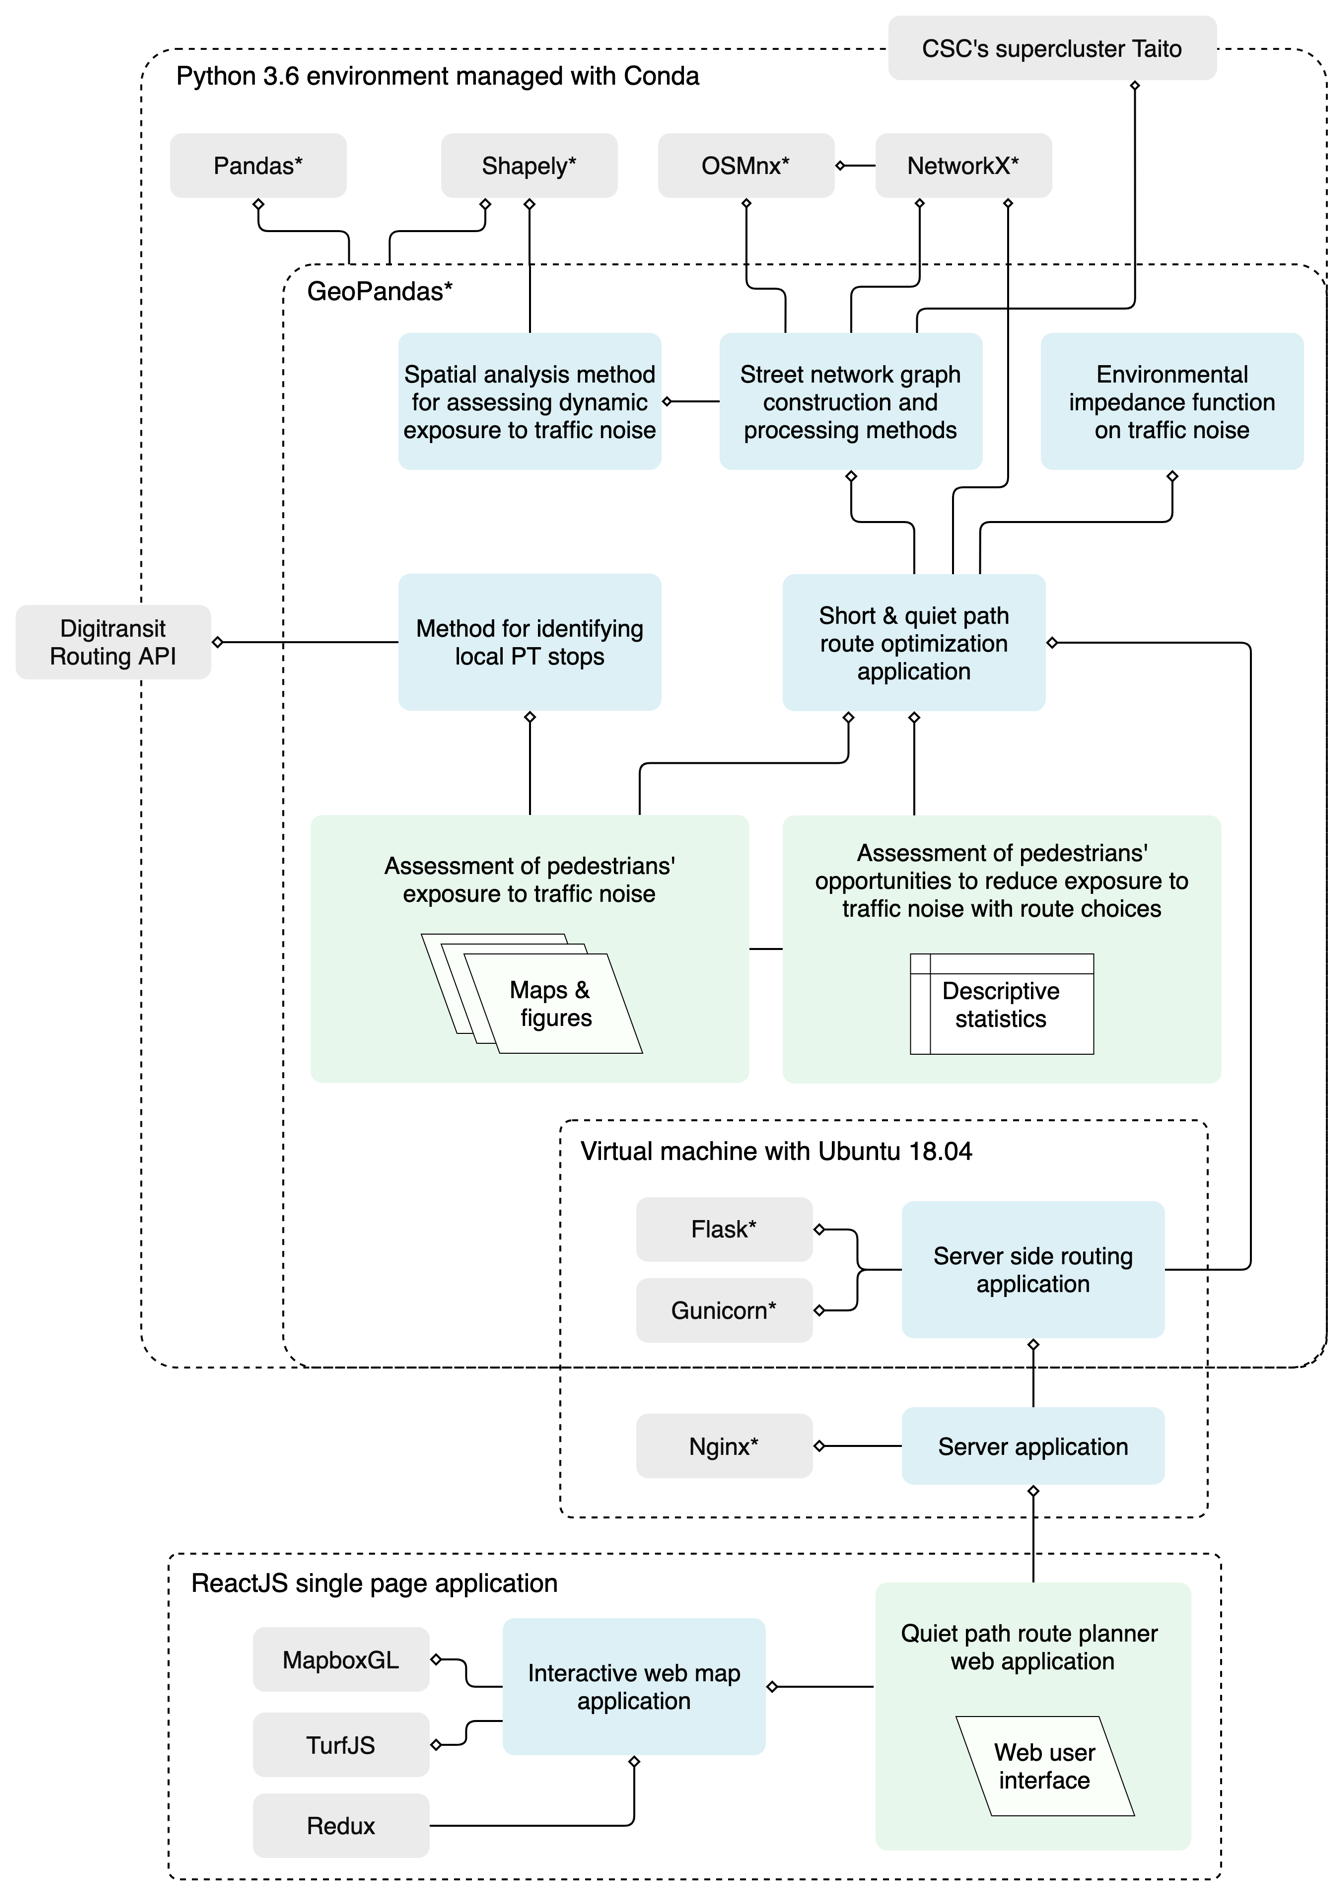 CSC's supercluster Taito
Python 3.6 environment managed with Conda
Pandas*
Shapely*
OSMnx*
NetworkX*
GeoPandas*
Spatial analysis method
for assessing dynamic
exposure to traffic noise
Street network graph
construction and
processing methods
Environmental
impedance function
on traffic noise
Digitransit
Routing API
Method for identifying
local PT stops
Short & quiet path
route optimization
application
Assessment of pedestrians'
exposure to traffic noise
Maps &
figures
Assessment of pedestrians'
opportunities to reduce exposure to
traffic noise with route choices
Descriptive
statistics
Virtual machine with Ubuntu 18.04
Flask*
Gunicorn*
Server side routing
application
Nginx*
Server application
ReactJS single page application
MapboxGL
TurfJS
Redux
Interactive web map
application
Quiet path route planner
web application
Web user
interface